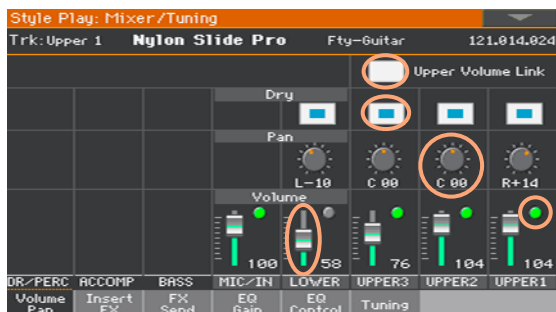 Style Play: Mixer/Tuning
Trk:Upper 1 Nylon Slide Pro Fty-Guitar 121.014.024
Upper Volume Link
Dry
Pan
L-10 C 00 C 00 R+14
Volume
100 58 76 104 104
DR/PERC ACCOMP BASS MIC/IN LOWER UPPER3 UPPER2 UPPER1
Volume Insert FX EQ EQ Tuning
Pan FX Send Gain Control